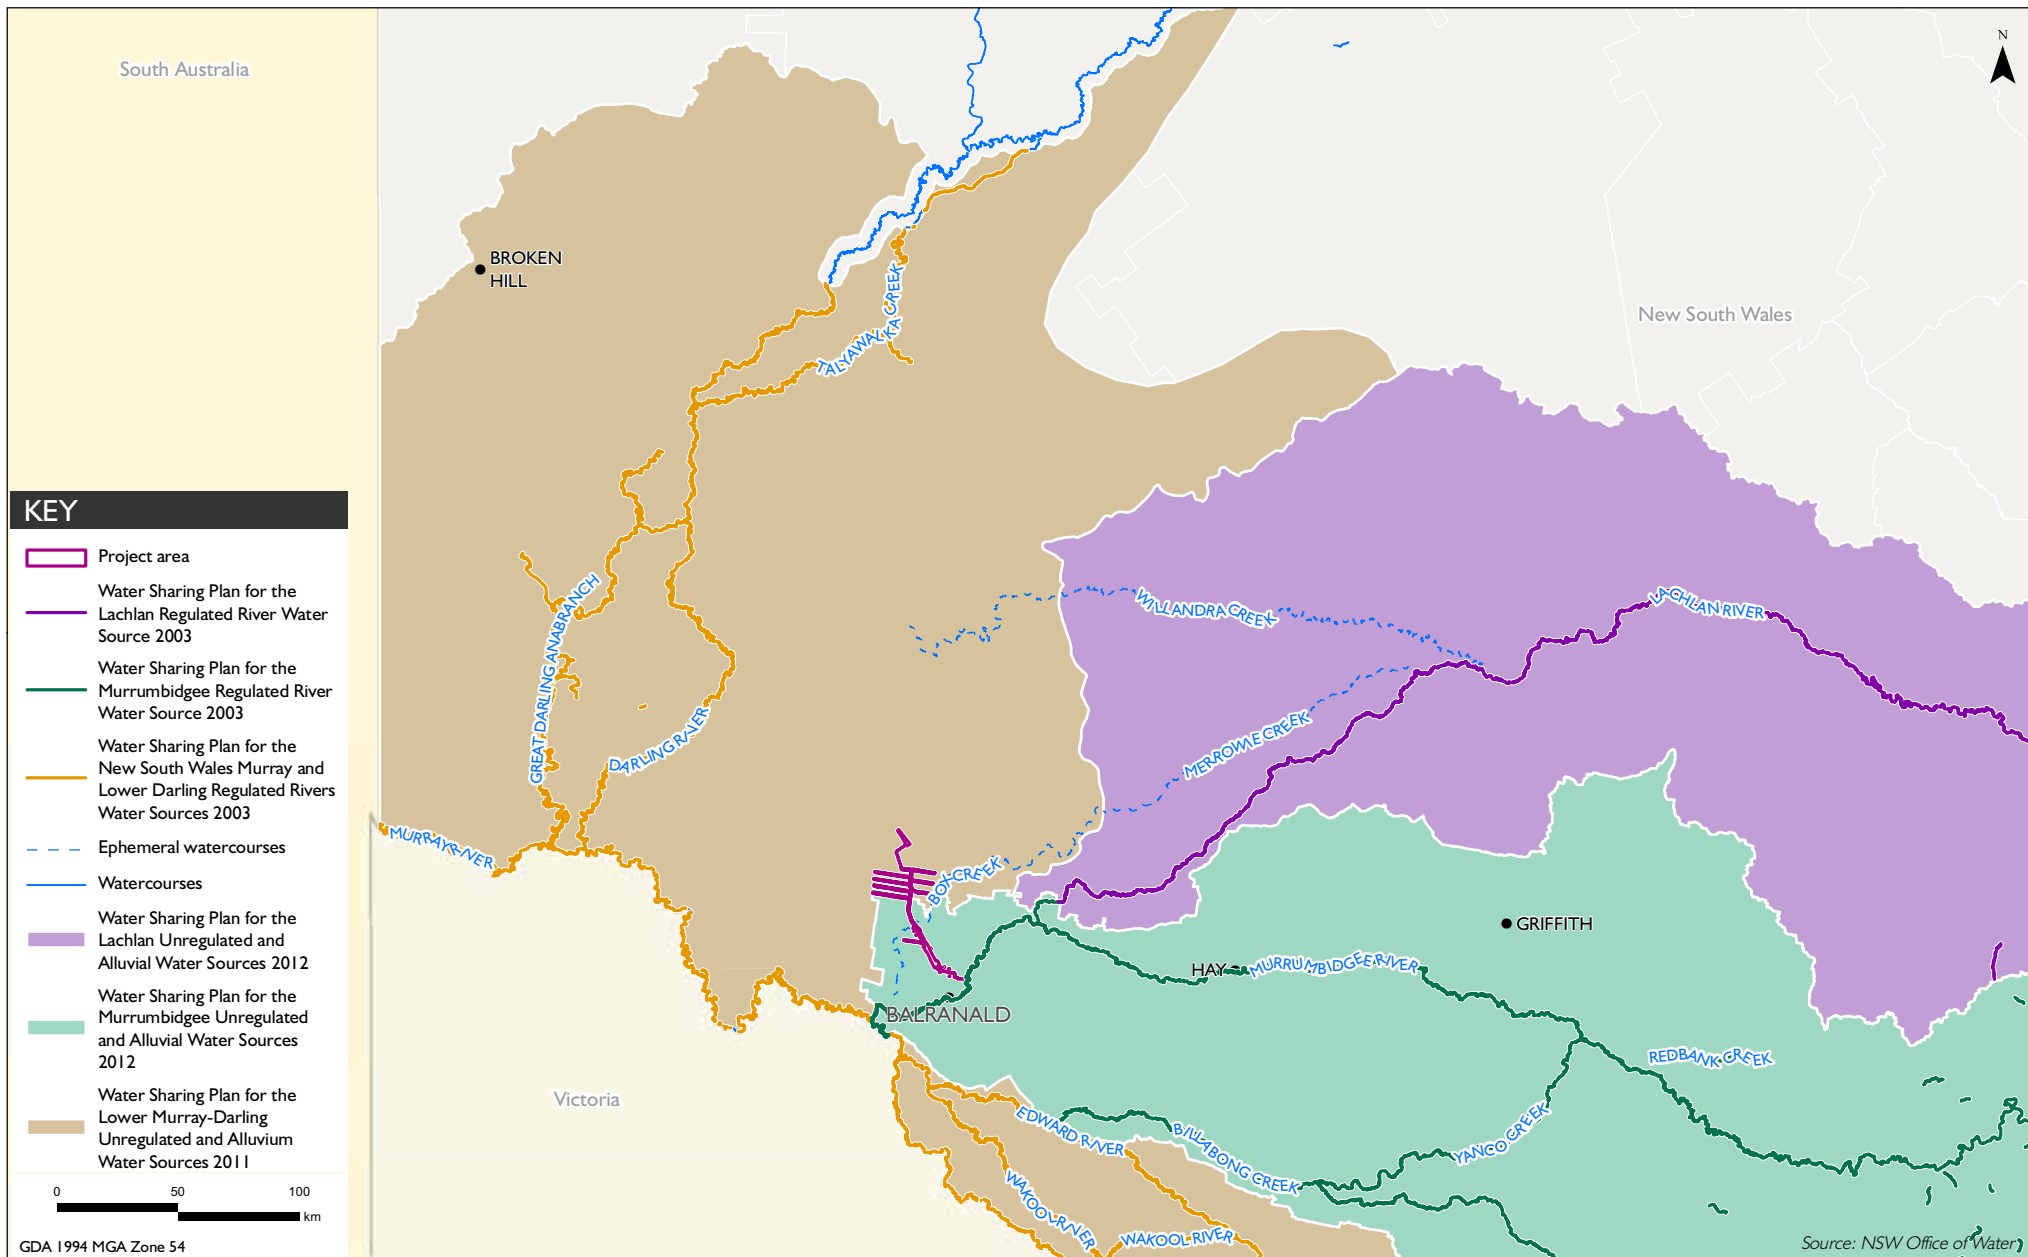 South Australia
N
BROKEN
HILL
TALYAWALKA CREEK
New South Wales
KEY
Project area
Water Sharing Plan for the
Lachlan Regulated River Water
Source 2003
Water Sharing Plan for the
Murrumbidgee Regulated River
Water Source 2003
Water Sharing Plan for the
New South Wales Murray and
Lower Darling Regulated Rivers
Water Sources 2003
Ephemeral watercourses
Watercourses
Water Sharing Plan for the
Lachlan Unregulated and
Alluvial Water Sources 2012
Water Sharing Plan for the
Murrumbidgee Unregulated
and Alluvial Water Sources
2012
Water Sharing Plan for the
Lower Murray-Darling
Unregulated and Alluvium
Water Sources 2011
0 50 100
km
GDA 1994 MGA Zone 54
GREAT DARLING ANABRANCH
DARLING RIVER
MURRAY RIVER
WILLANDRA CREEK
LACHLAN RIVER
MERROWIE CREEK
BOX CREEK
GRIFFITH
HAY
MURRUMBIDGEE RIVER
BALRANALD
REDBANK CREEK
Victoria
EDWARD RIVER
BILLABONG CREEK
YANCO CREEK
WAKOOL RIVER
WAKOOL RIVER
Source: NSW Office of Water